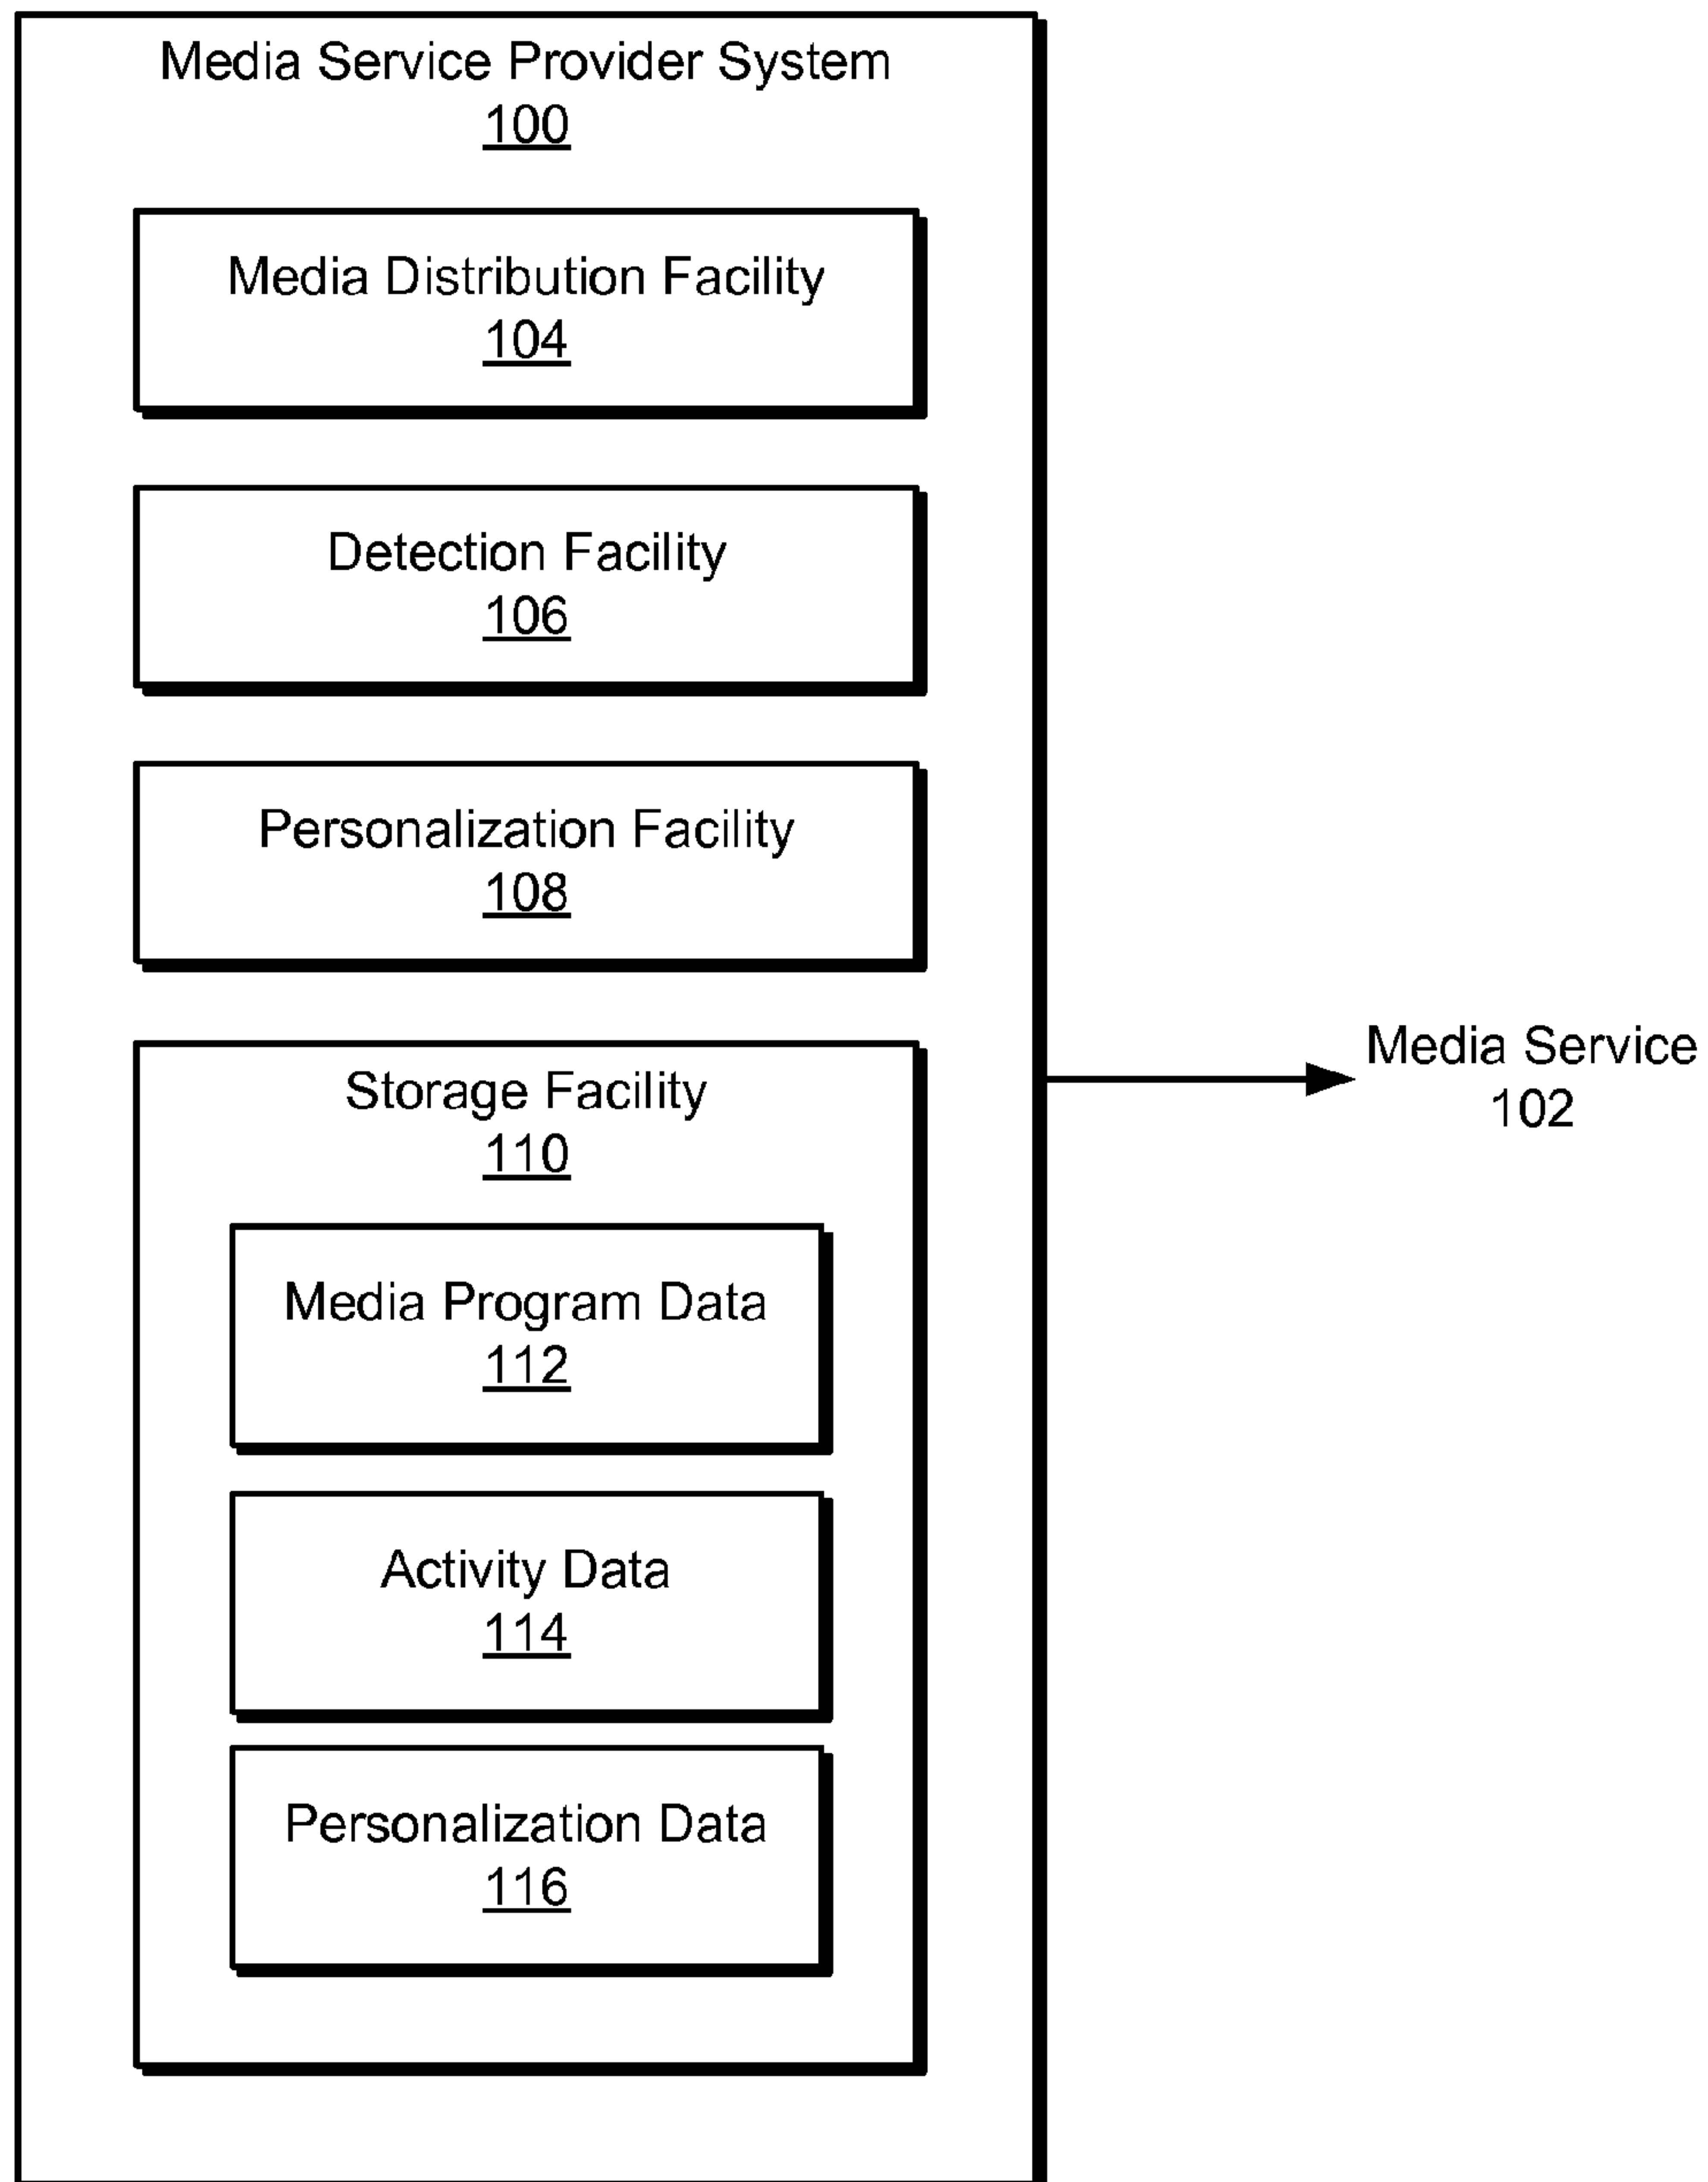 Media Service Provider System
100
Media Distribution Facility
104
Detection Facility
106
Personalization Facility
108
Storage Facility
110
Media Program Data
112
Activity Data
114
Personalization Data
116
Media Service
102